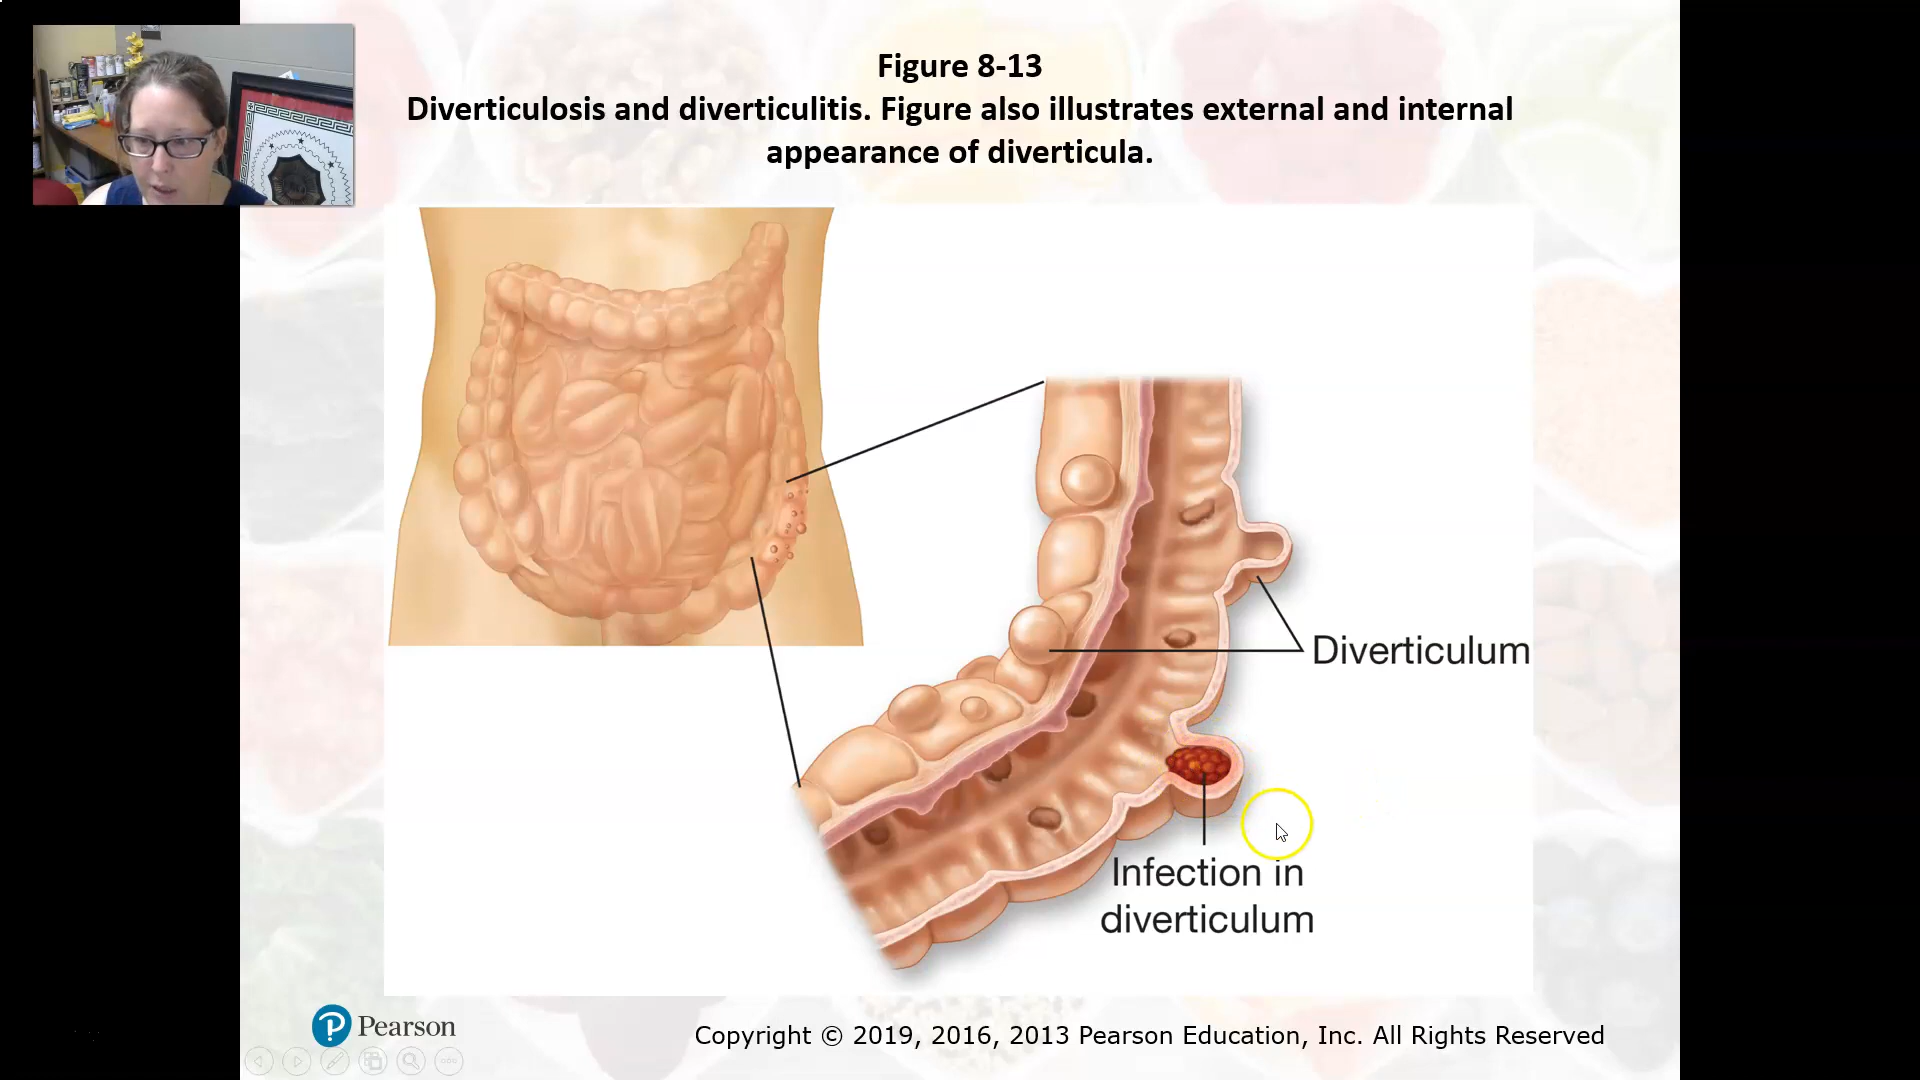 Figure 8-13
Diverticulosis and diverticulitis. Figure also illustrates external and internal
appearance of diverticula.
Diverticulum
Infection in
diverticulum
Pearson
Copyright © 2019, 2016, 2013 Pearson Education, Inc. All Rights Reserved